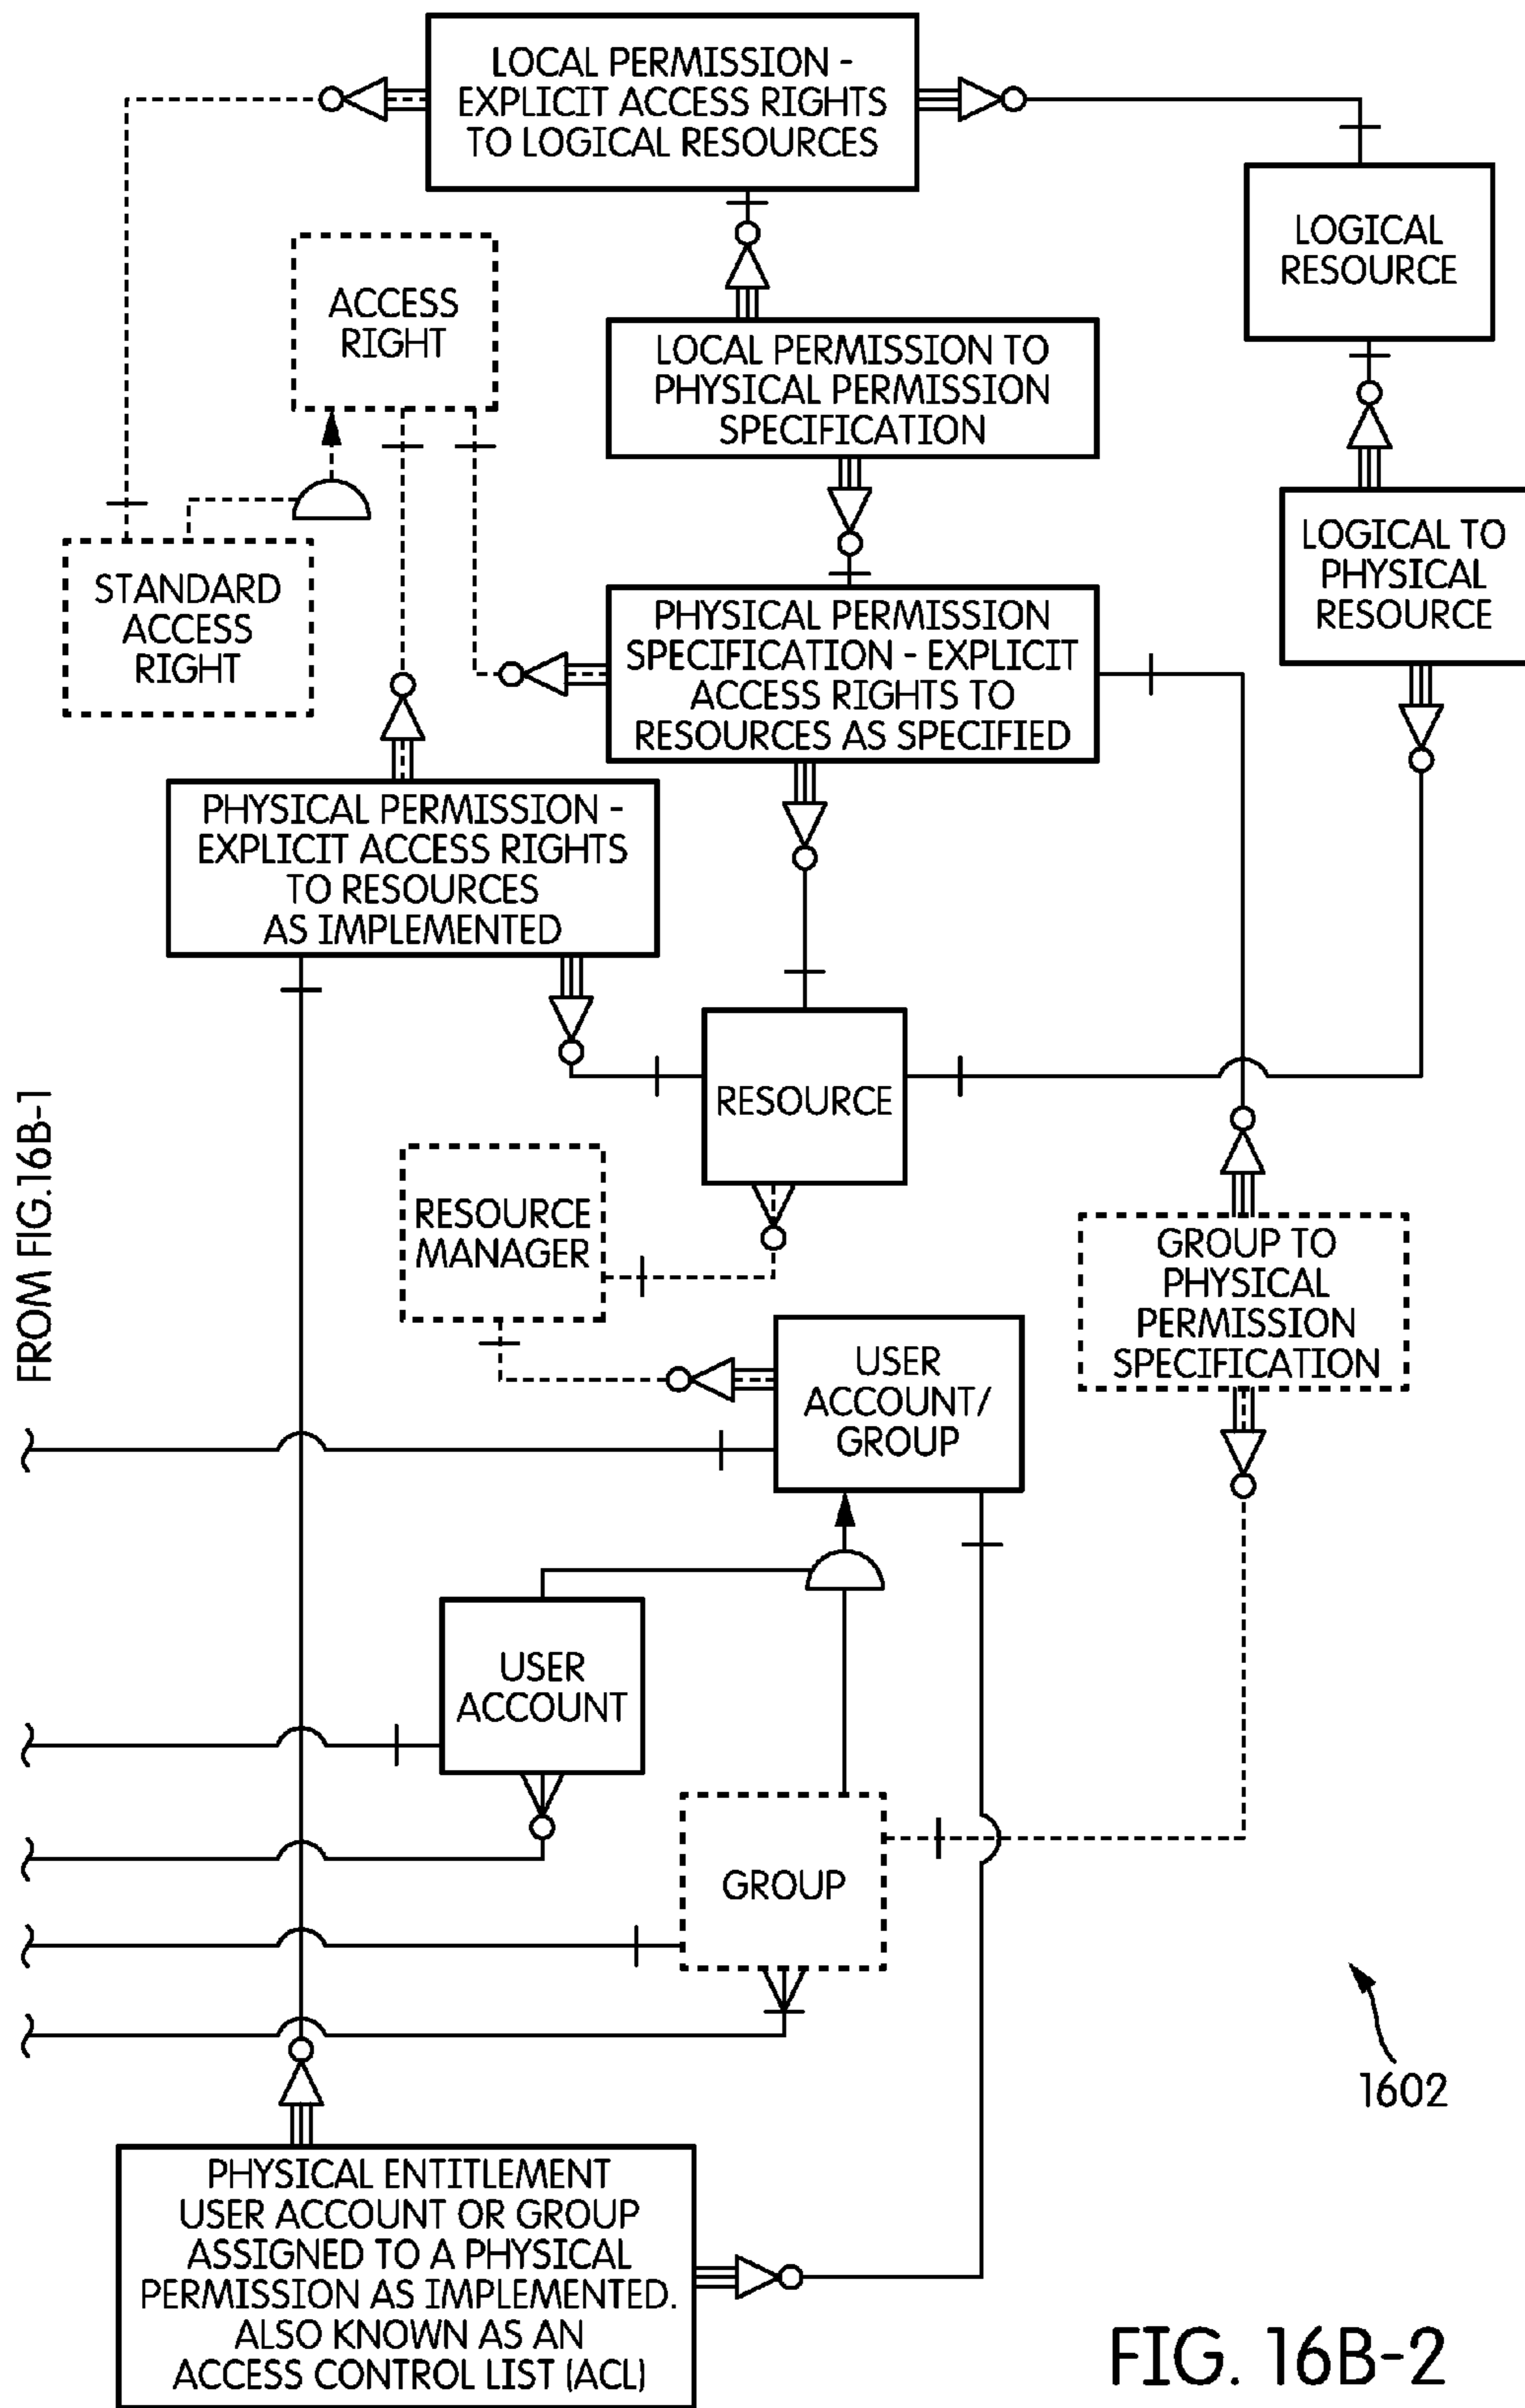 LOCAL PERMISSION -
EXPLICIT ACCESS RIGHTS
TO LOGICAL RESOURCES
LOGICAL
RESOURCE
ACCESS
RIGHT
LOCAL PERMISSION TO
PHYSICAL PERMISSION
SPECIFICATION
LOGICAL TO
PHYSICAL
RESOURCE
STANDARD
ACCESS
RIGHT
PHYSICAL PERMISSION
SPECIFICATION - EXPLICIT
ACCESS RIGHTS TO
RESOURCES AS SPECIFIED
PHYSICAL PERMISSION -
EXPLICIT ACCESS RIGHTS
TO RESOURCES
AS IMPLEMENTED
RESOURCE
FROM FIG.16B-1
RESOURCE
MANAGER
GROUP TO
PHYSICAL
PERMISSION
SPECIFICATION
USER
ACCOUNT/
GROUP
USER
ACCOUNT
GROUP
1602
PHYSICAL ENTITLEMENT
USER ACCOUNT OR GROUP
ASSIGNED TO A PHYSICAL
PERMISSION AS IMPLEMENTED.
ALSO KNOWN AS AN
ACCESS CONTROL LIST (ACL)
FIG. 16B-2